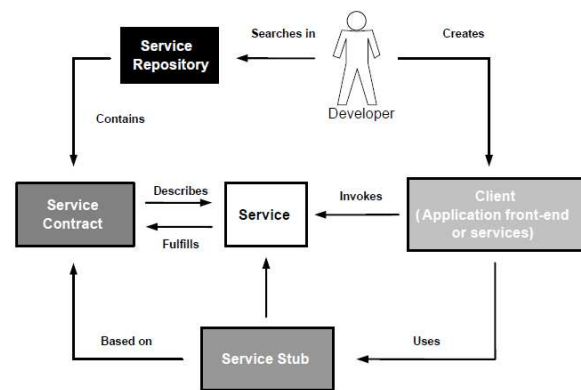 Service
Repository
Searches in
Creates
Developer
Contains
Service
Contract
Describes
Fulfills
Service
Invokes
Client
(Application front-end
or services)
Based on
Service Stub
Uses